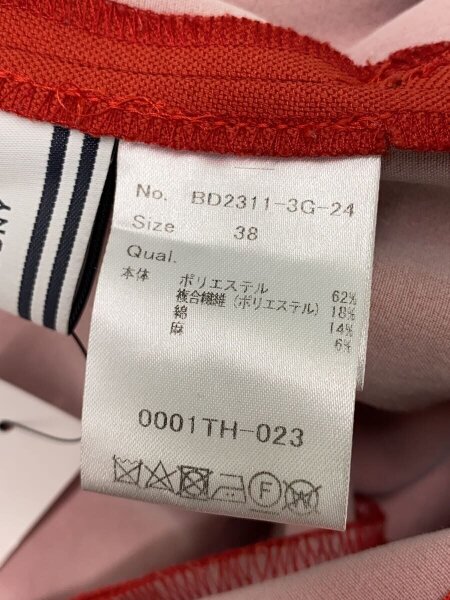 No. BD2311-3G-24
Size 38
Qual.
本体 ポリエステル 62%
複合繊維(ポリエステル) 18%
綿 14%
麻 6%
0001TH-023
F
W
NY